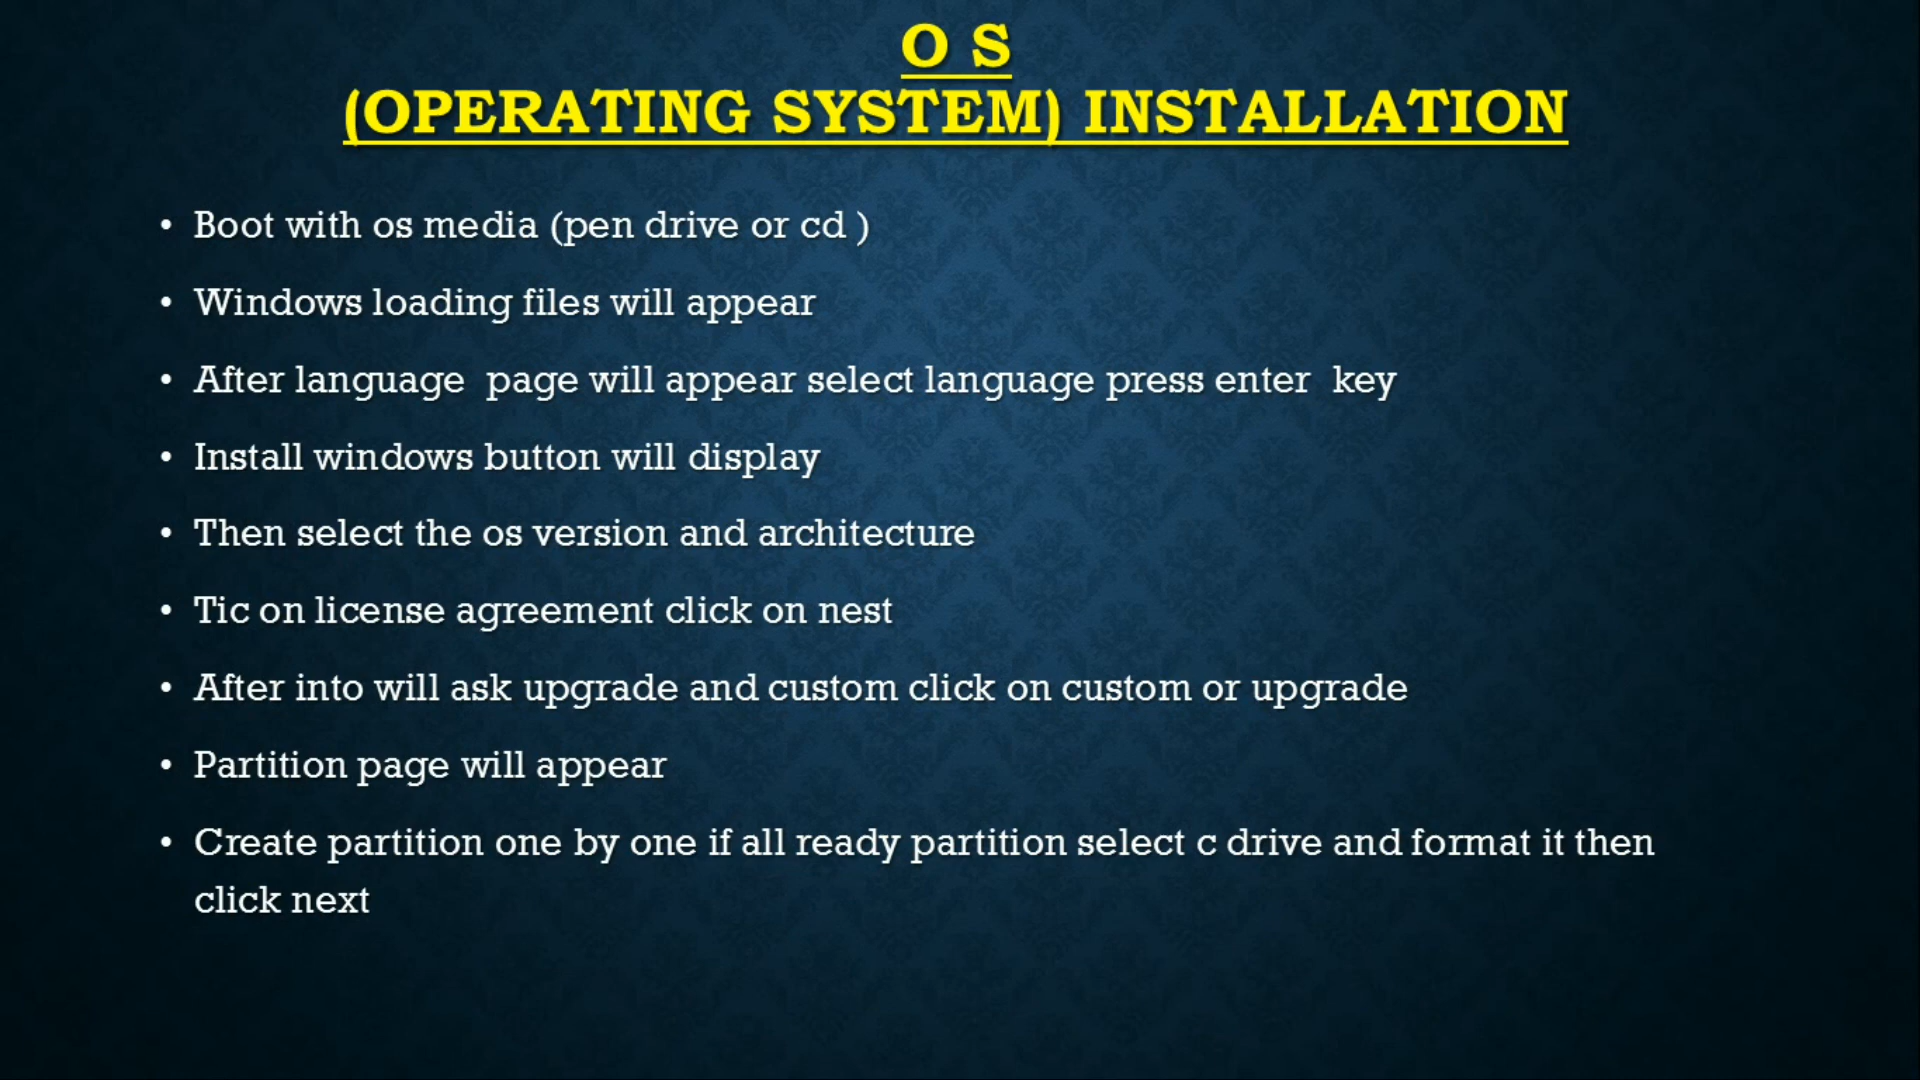 O S
(OPERATING SYSTEM) INSTALLATION
• Boot with os media (pen drive or cd )
• Windows loading files will appear
• After language page will appear select language press enter key
• Install windows button will display
• Then select the os version and architecture
• Tic on license agreement click on nest
• After into will ask upgrade and custom click on custom or upgrade
• Partition page will appear
• Create partition one by one if all ready partition select c drive and format it then
click next